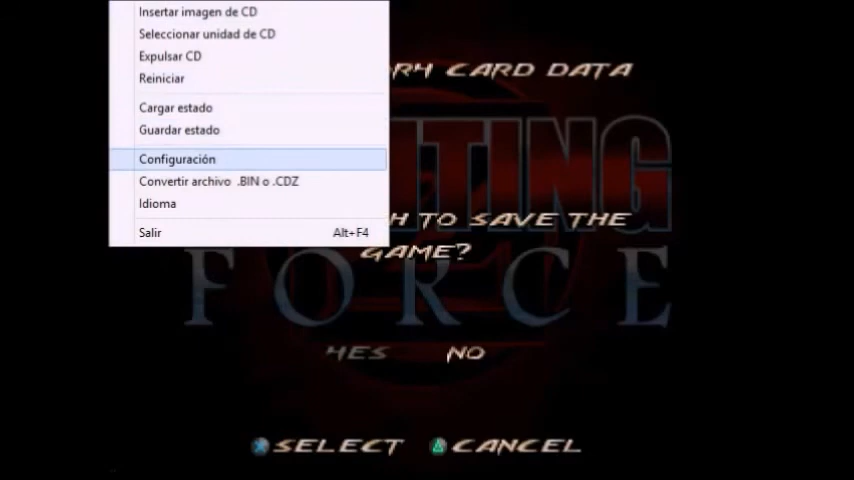 Insertar imagen de CD
Seleccionar unidad de CD
Expulsar CD
Reiniciar
Cargar estado
Guardar estado
Configuración
Convertir archivo .BIN o .CDZ
Idioma
Salir Alt+F4
CARD DATA
TO SAVE THE
GAME?
FORCE
YES NO
SELECT CANCEL